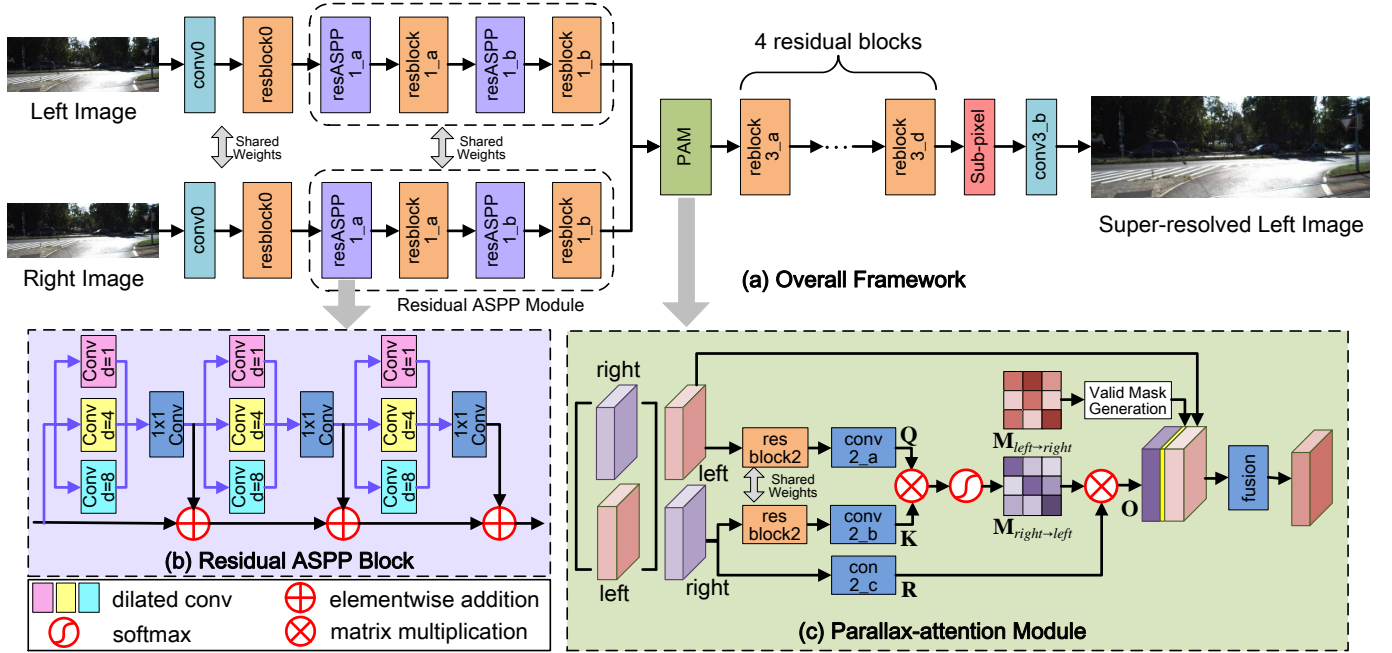 conv0
resblock0
resASPP
1_a
resblock
1_a
resASPP
1_b
resblock
1_b
Left Image
Shared
Weights
Shared
Weights
4 residual blocks
PAM
reblock
3_a
...
reblock
3_d
Sub-pixel
conv3_b
Super-resolved Left Image
conv0
resblock0
resASPP
1_a
resblock
1_a
resASPP
1_b
resblock
1_b
Right Image
Residual ASPP Module
(a) Overall Framework
Conv
d=1
Conv
d=4
Conv
d=8
1x1
Conv
Conv
d=1
Conv
d=4
Conv
d=8
1x1
Conv
Conv
d=1
Conv
d=4
Conv
d=8
1x1
Conv
(b) Residual ASPP Block
dilated conv
elementwise addition
softmax
matrix multiplication
right
left
left
right
res
block2
conv
2_a
Q
Shared
Weights
res
block2
conv
2_b
K
con
2_c
R
M left→right
Valid Mask
Generation
M right→left
O
fusion
(c) Parallax-attention Module